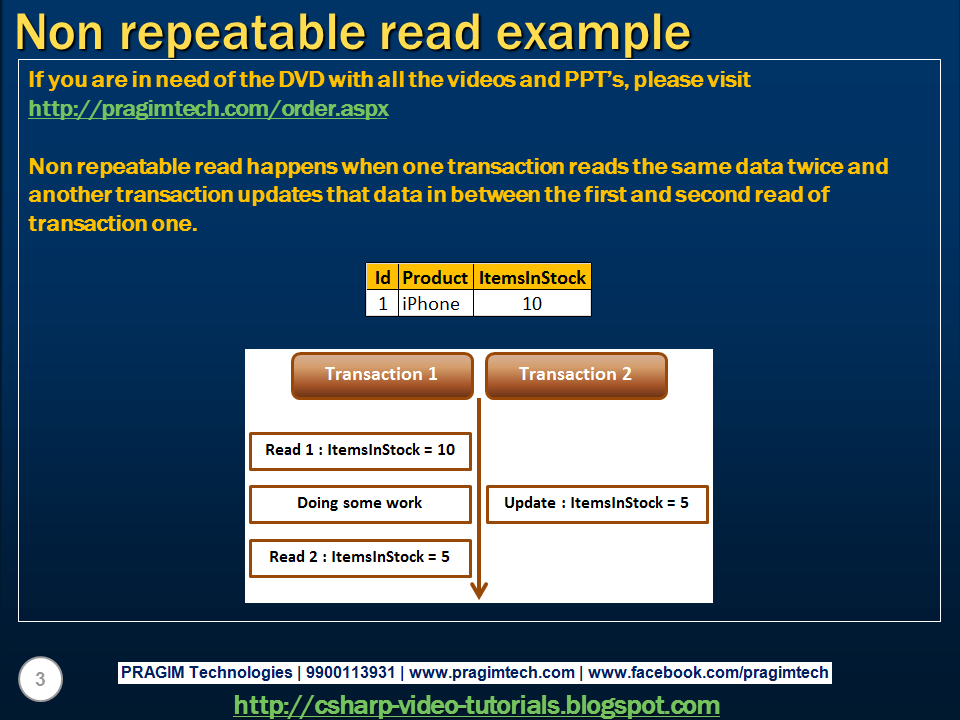 Non repeatable read example
If you are in need of the DVD with all the videos and PPT’s, please visit
http://pragimtech.com/order.aspx
Non repeatable read happens when one transaction reads the same data twice and
another transaction updates that data in between the first and second read of
transaction one.
Id Product ItemsInStock
1 iPhone 10
Transaction 1 Transaction 2
Read 1 : ItemsInStock = 10
Doing some work Update : ItemsInStock = 5
Read 2 : ItemsInStock = 5
3
PRAGIM Technologies | 9900113931 | www.pragimtech.com | www.facebook.com/pragimtech
http://csharp-video-tutorials.blogspot.com